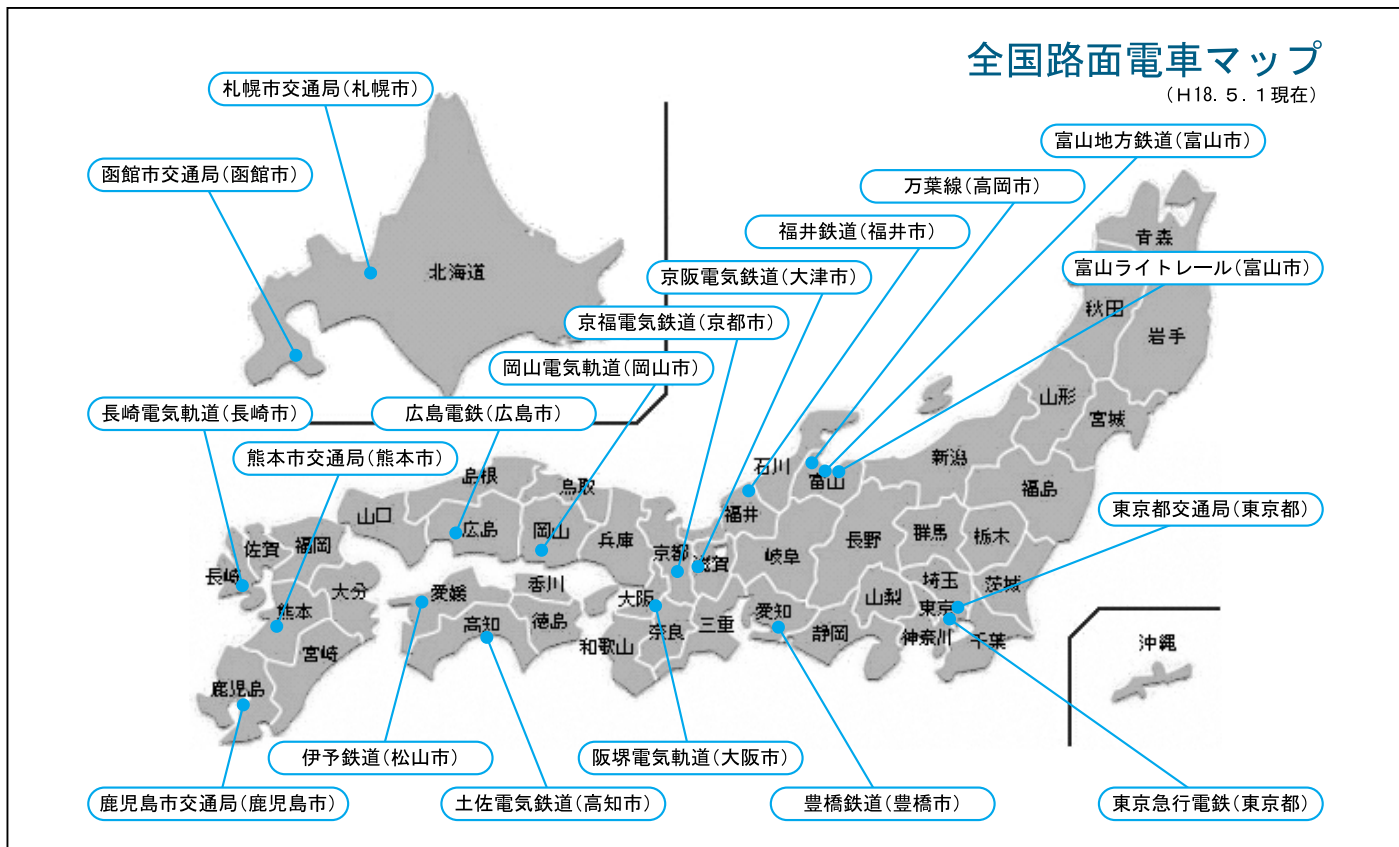 全国路面電車マップ
(H18.5.1現在)
札幌市交通局(札幌市)
函館市交通局(函館市)
富山地方鉄道(富山市)
万葉線(高岡市)
福井鉄道(福井市)
富山ライトレール(富山市)
京阪電気鉄道(大津市)
京福電気鉄道(京都市)
岡山電気軌道(岡山市)
長崎電気軌道(長崎市)
広島電鉄(広島市)
熊本市交通局(熊本市)
東京都交通局(東京都)
伊予鉄道(松山市)
阪堺電気軌道(大阪市)
鹿児島市交通局(鹿児島市)
土佐電気鉄道(高知市)
豊橋鉄道(豊橋市)
東京急行電鉄(東京都)
北海道
青森
秋田
岩手
山形
宮城
新潟
福島
石川
富山
福井
長野
群馬
栃木
岐阜
埼玉
茨城
山梨
東京
神奈川
千葉
愛知
静岡
島根
鳥取
山口
広島
岡山
兵庫
京都
滋賀
大阪
奈良
三重
和歌山
愛媛
香川
高知
徳島
佐賀
福岡
長崎
大分
熊本
宮崎
鹿児島
沖縄